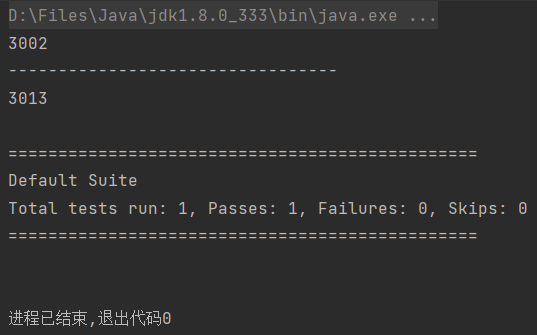 D:\Files\Java\jdk1.8.0_333\bin\java.exe ...
3002
---------------------------------
3013
===============================================
Default Suite
Total tests run: 1, Passes: 1, Failures: 0, Skips: 0
===============================================
进程已结束,退出代码0